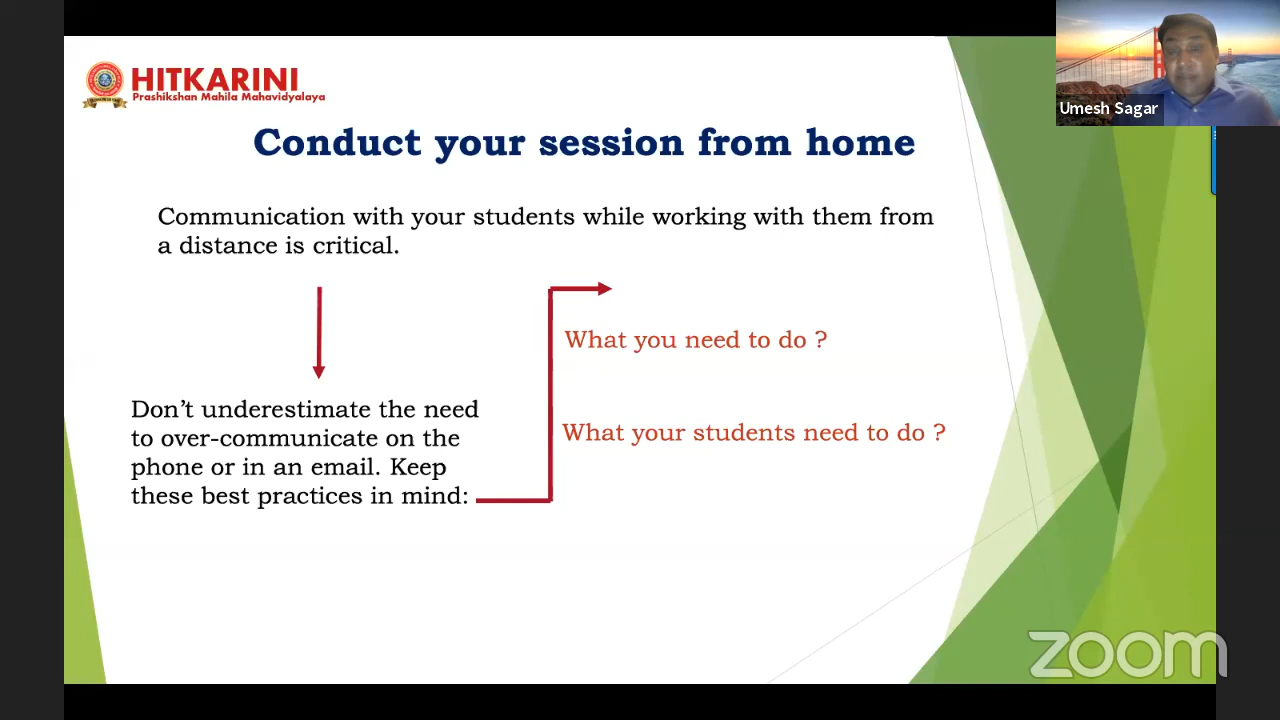 HITKARINI
Prashikshan Mahila Mahavidyalaya
Umesh Sagar
Conduct your session from home
Communication with your students while working with them from
a distance is critical.
What you need to do ?
Don't underestimate the need
to over-communicate on the
phone or in an email. Keep
these best practices in mind:
What your students need to do ?
zoom